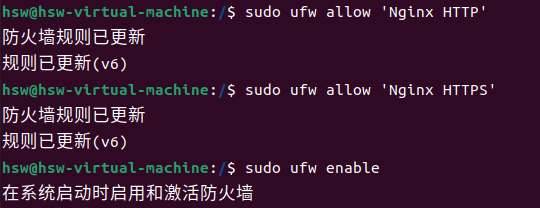 hsw@hsw-virtual-machine:/$ sudo ufw allow 'Nginx HTTP'
防火墙规则已更新
规则已更新(v6)
hsw@hsw-virtual-machine:/$ sudo ufw allow 'Nginx HTTPS'
防火墙规则已更新
规则已更新(v6)
hsw@hsw-virtual-machine:/$ sudo ufw enable
在系统启动时启用和激活防火墙